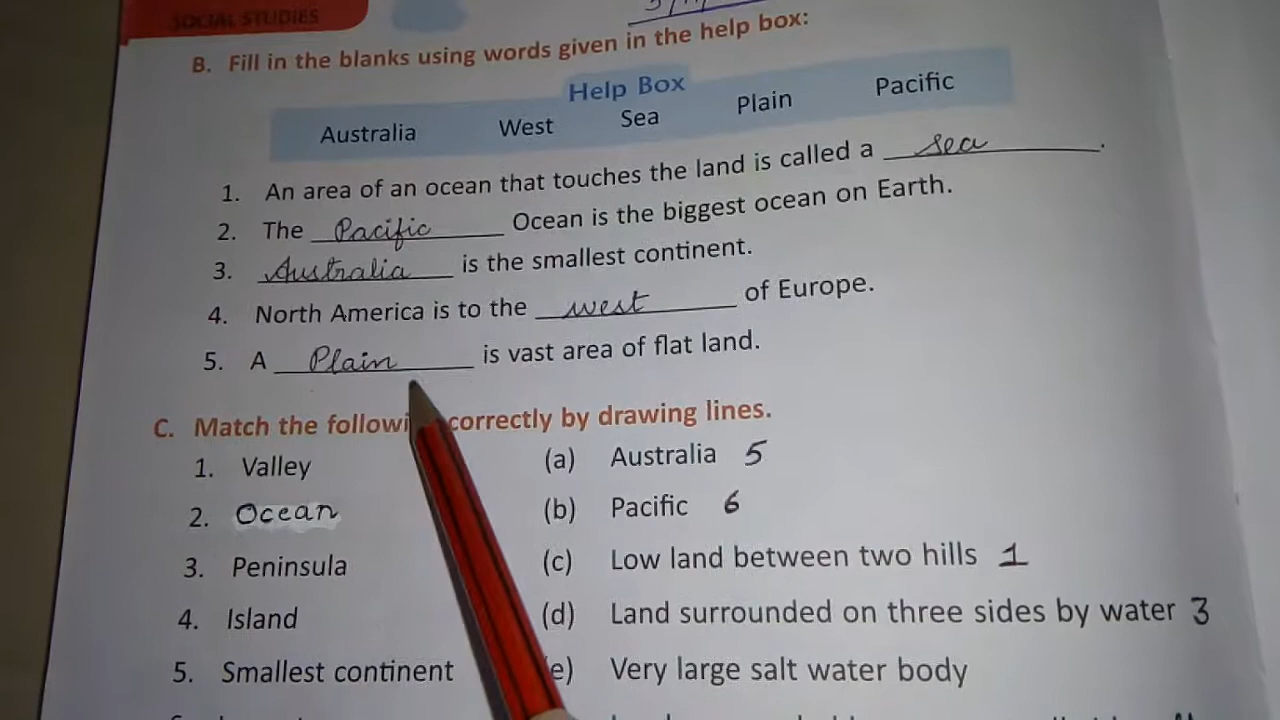 SOCIAL STUDIES
B. Fill in the blanks using words given in the help box:
Help Box
Australia West Sea Plain Pacific
1. An area of an ocean that touches the land is called a sea.
2. The Pacific Ocean is the biggest ocean on Earth.
3. Australia is the smallest continent.
4. North America is to the west of Europe.
5. A Plain is vast area of flat land.
C. Match the followi correctly by drawing lines.
1. Valley (a) Australia 5
2. Ocean (b) Pacific 6
3. Peninsula (c) Low land between two hills 1
4. Island (d) Land surrounded on three sides by water 3
5. Smallest continent e) Very large salt water body